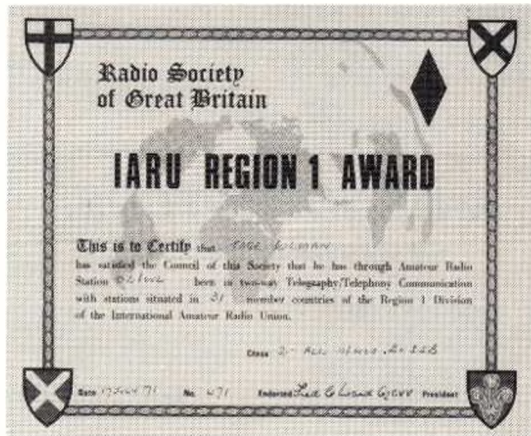 Radio Society
of Great Britain
IARU REGION 1 AWARD
This is to Certify that
has satisfied the Council of this Society that he has through Amateur Radio
Station been in two-way Telegraphy/Telephony Communication
with stations situated in 31 member countries of the Region 1 Division
of the International Amateur Radio Union.
Class 2
Date No. 471 Endorsed President